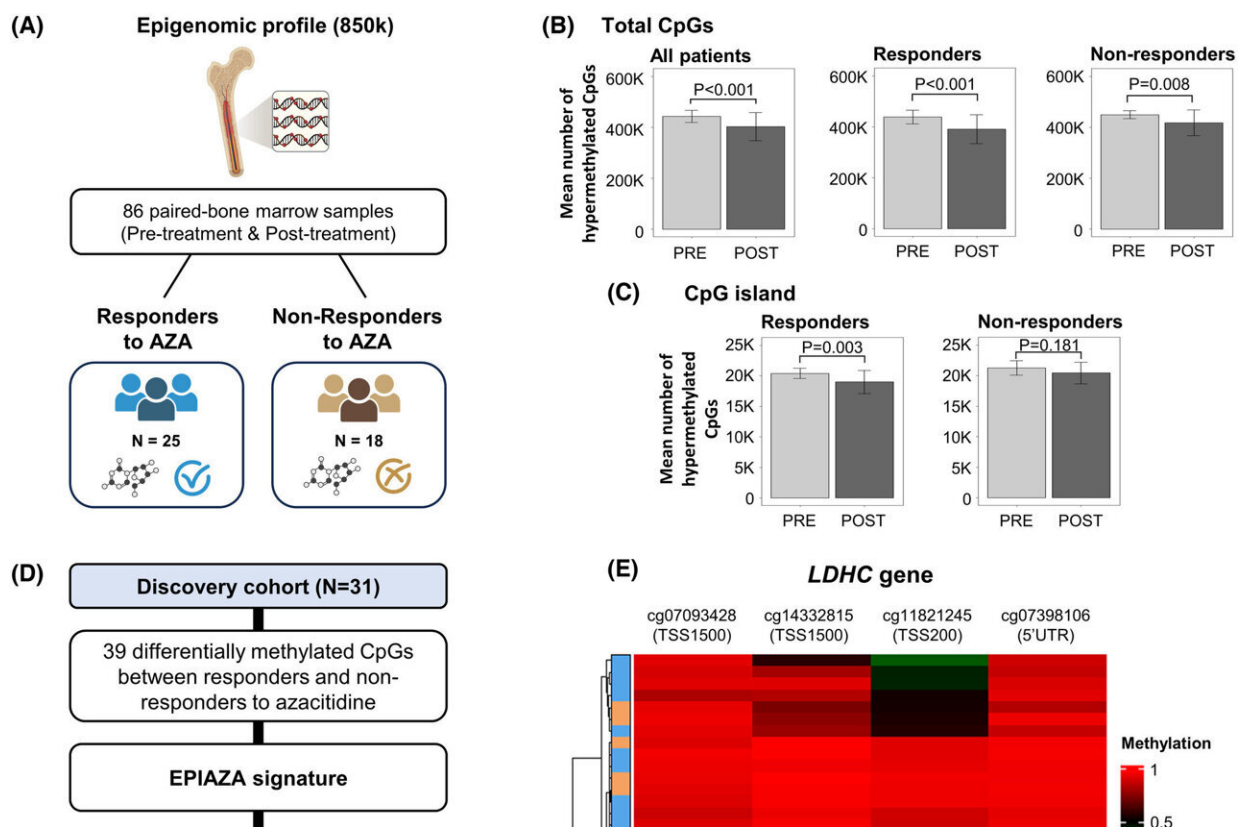 (A)
Epigenomic profile (850k)
86 paired-bone marrow samples
(Pre-treatment & Post-treatment)
Responders
to AZA
Non-Responders
to AZA
N = 25
N = 18
(B)
Total CpGs
All patients
Responders
Non-responders
Mean number of
hypermethylated CpGs
600K
400K
200K
0
P<0.001
PRE
POST
600K
400K
200K
0
P<0.001
PRE
POST
600K
400K
200K
0
P=0.008
PRE
POST
(C)
CpG island
Responders
Non-responders
Mean number of
hypermethylated
CpGs
25K
20K
15K
10K
5K
0
P=0.003
PRE
POST
25K
20K
15K
10K
5K
0
P=0.181
PRE
POST
(D)
Discovery cohort (N=31)
39 differentially methylated CpGs
between responders and non-
responders to azacitidine
EPIAZA signature
(E)
LDHC gene
cg07093428
(TSS1500)
cg14332815
(TSS1500)
cg11821245
(TSS200)
cg07398106
(5'UTR)
Methylation
1
0.5